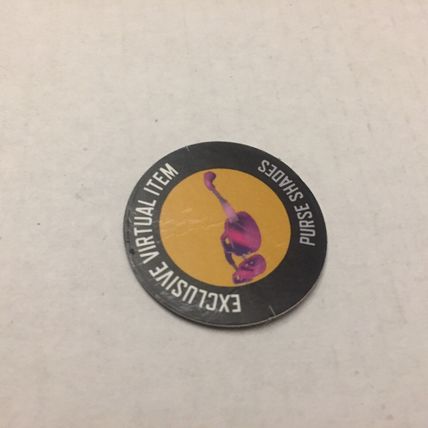 EXCLUSIVE VIRTUAL ITEM
PURSE SHADES